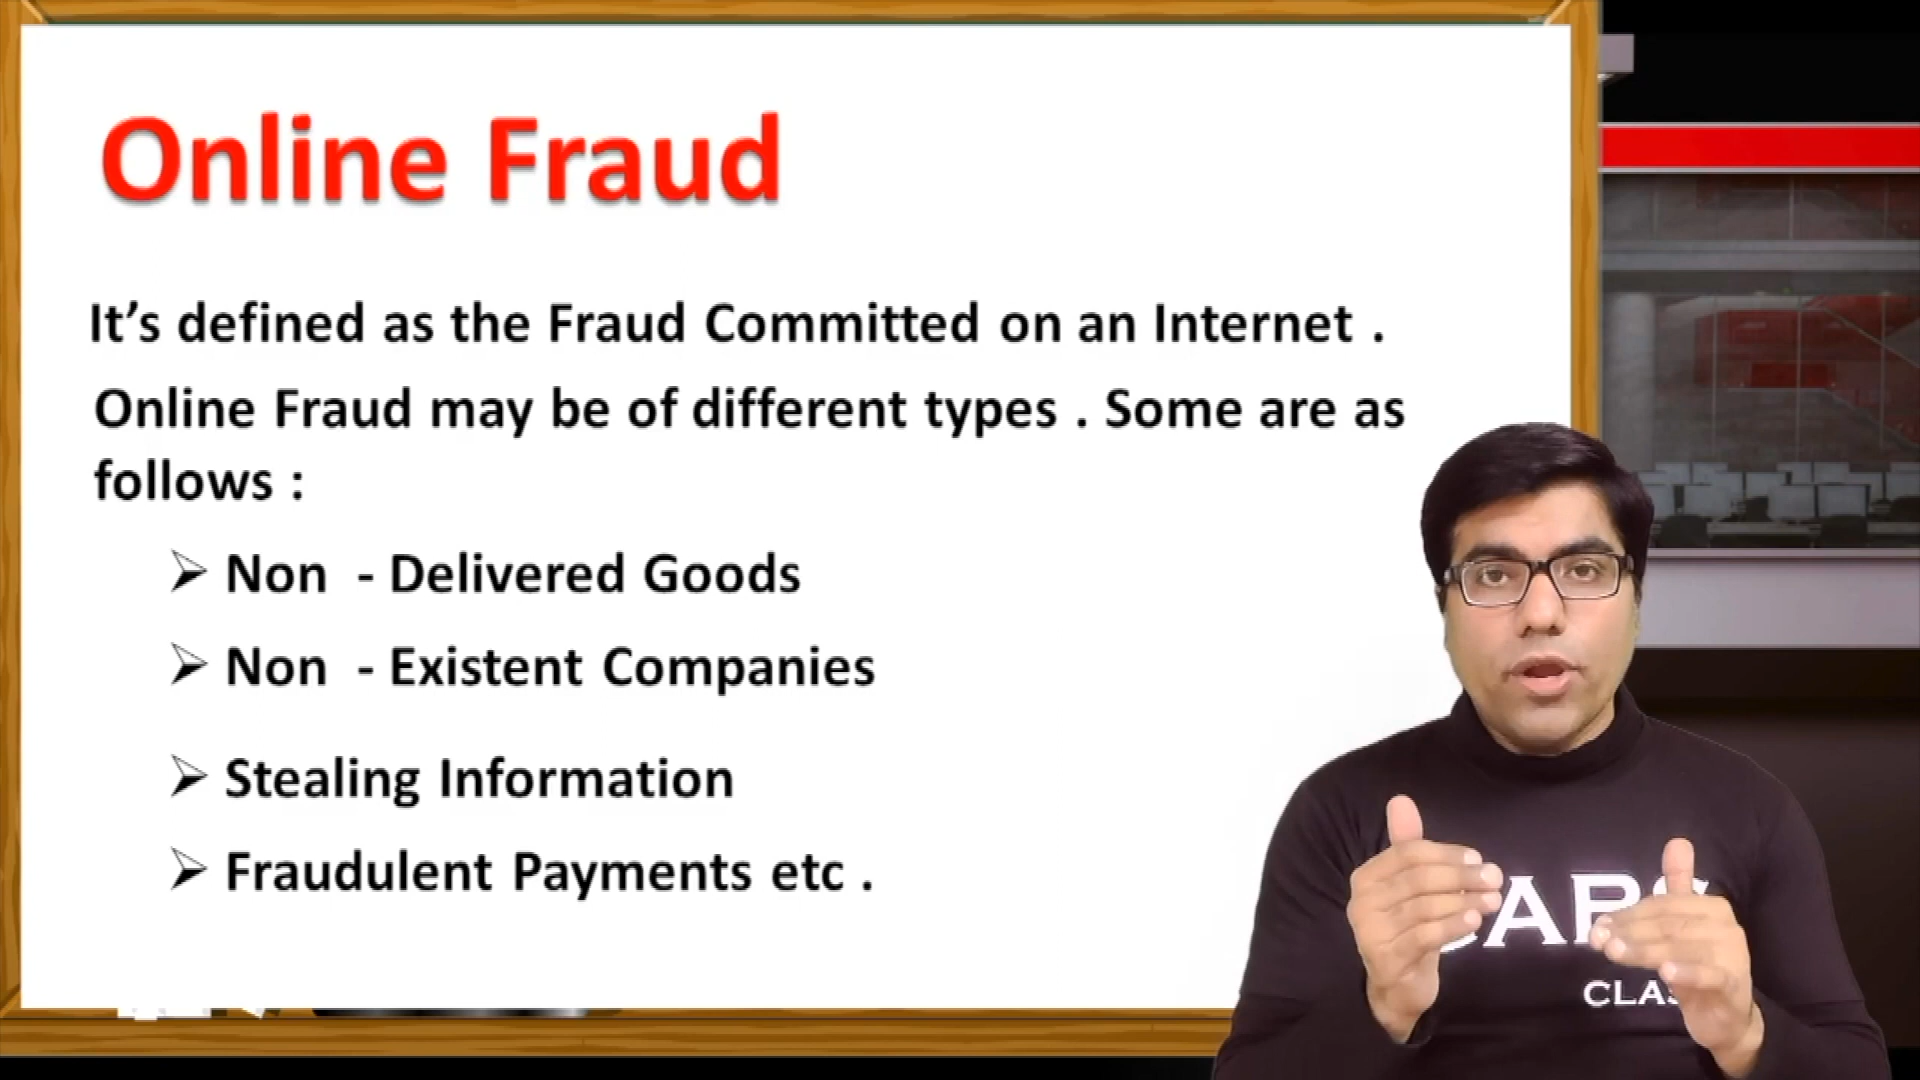 Online Fraud
It’s defined as the Fraud Committed on an Internet .
Online Fraud may be of different types . Some are as
follows :
➢ Non - Delivered Goods
➢ Non - Existent Companies
➢ Stealing Information
➢ Fraudulent Payments etc .